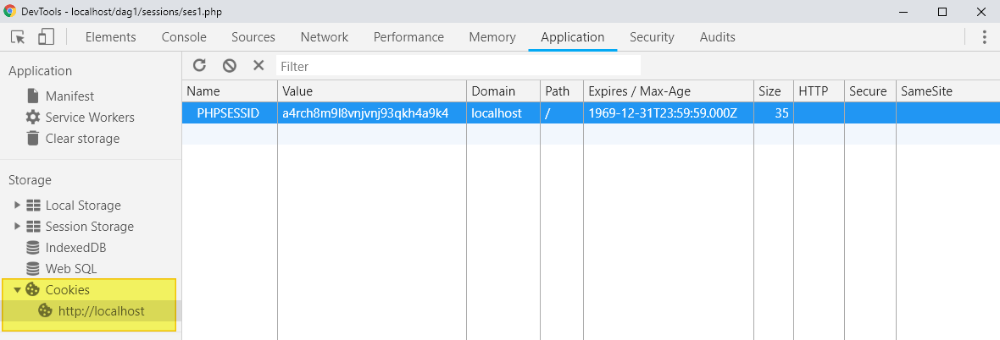 DevTools - localhost/dag1/sessions/ses1.php
Elements Console Sources Network Performance Memory Application Security Audits
Application
Manifest
Service Workers
Clear storage
Storage
Local Storage
Session Storage
IndexedDB
Web SQL
Cookies
http://localhost
Filter
Name Value Domain Path Expires / Max-Age Size HTTP Secure SameSite
PHPSESSID a4rch8m9l8vnjvnj93qkh4a9k4 localhost / 1969-12-31T23:59:59.000Z 35